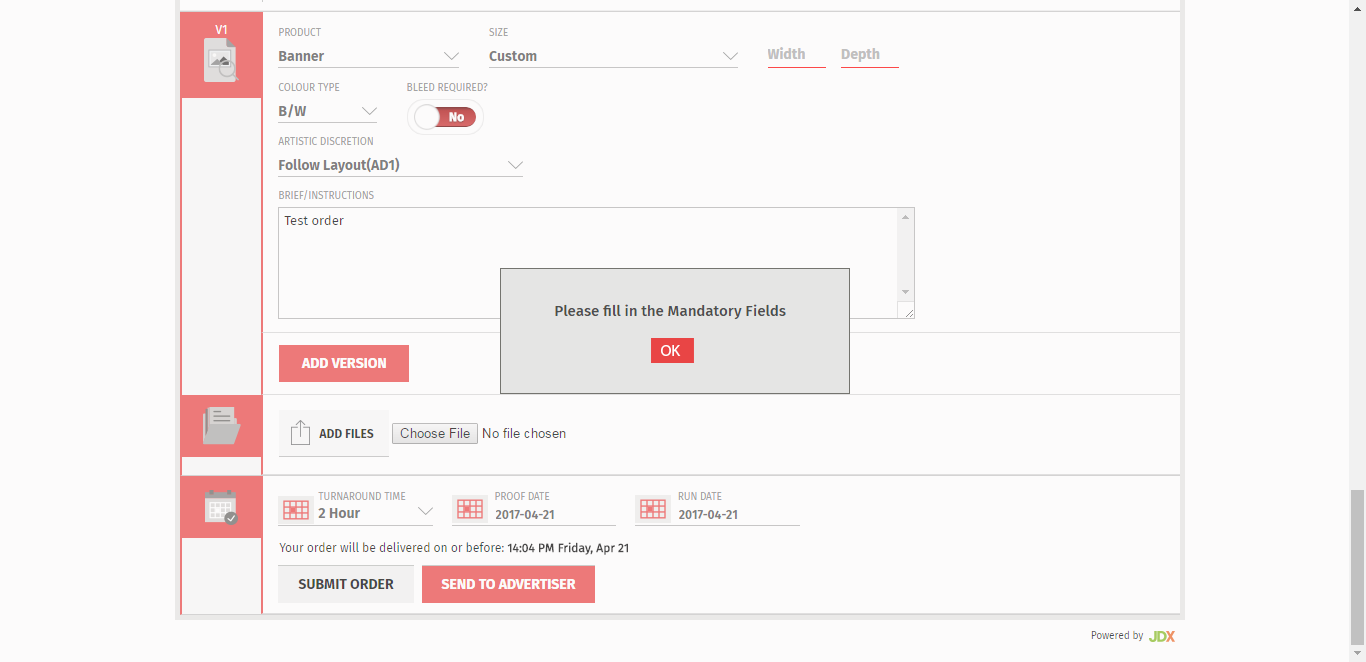 V1
PRODUCT SIZE
Banner Custom Width Depth
COLOUR TYPE BLEED REQUIRED?
B/W No
ARTISTIC DISCRETION
Follow Layout(AD1)
BRIEF/INSTRUCTIONS
Test order
Please fill in the Mandatory Fields
OK
ADD VERSION
ADD FILES Choose File No file chosen
TURNAROUND TIME PROOF DATE RUN DATE
2 Hour 2017-04-21 2017-04-21
Your order will be delivered on or before: 14:04 PM Friday, Apr 21
SUBMIT ORDER SEND TO ADVERTISER
Powered by JDX